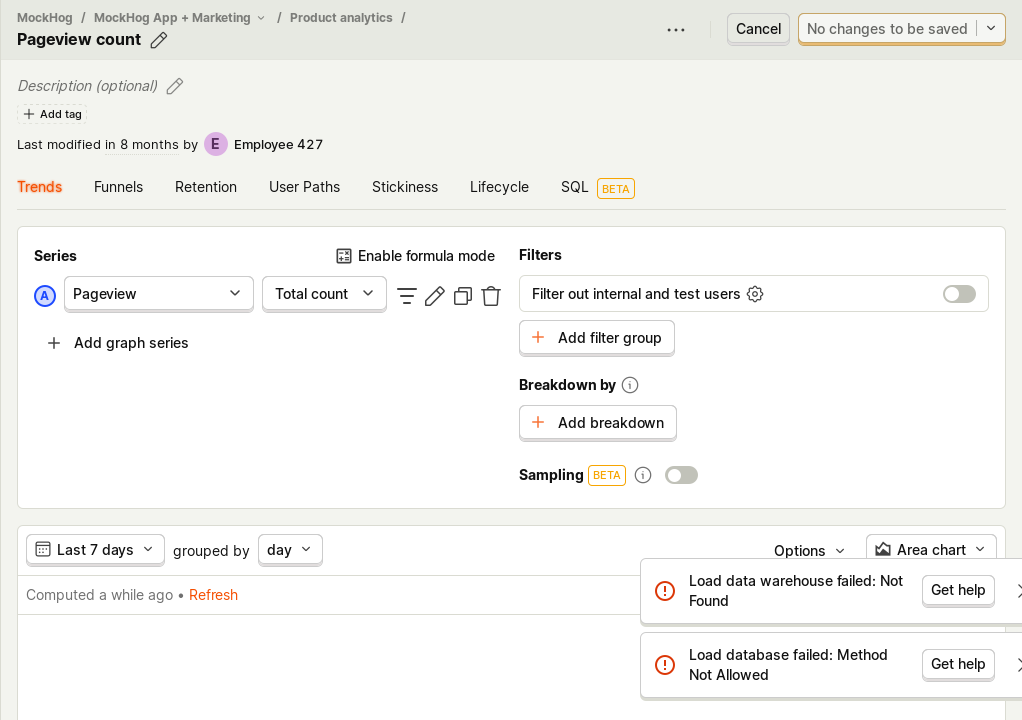 MockHog / MockHog App + Marketing / Product analytics /
Pageview count
Cancel
No changes to be saved
Description (optional)
Add tag
Last modified in 8 months by E Employee 427
Trends Funnels Retention User Paths Stickiness Lifecycle SQL BETA
Series
Enable formula mode
A Pageview Total count
Add graph series
Filters
Filter out internal and test users
Add filter group
Breakdown by
Add breakdown
Sampling BETA
Last 7 days grouped by day
Options Area chart
Computed a while ago • Refresh
Load data warehouse failed: Not
Found
Get help
Load database failed: Method
Not Allowed
Get help